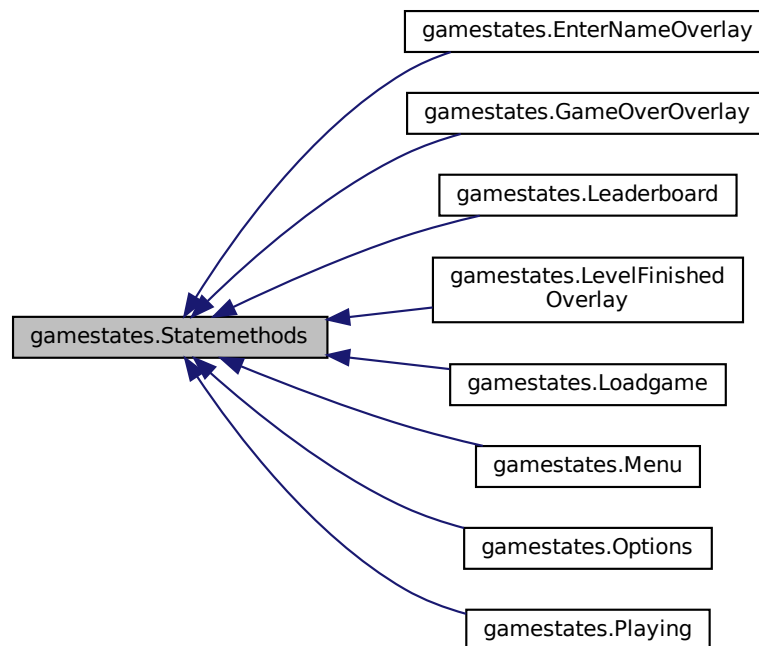 gamestates.EnterNameOverlay
gamestates.GameOverOverlay
gamestates.Leaderboard
gamestates.LevelFinished
Overlay
gamestates.Statemethods
gamestates.Loadgame
gamestates.Menu
gamestates.Options
gamestates.Playing